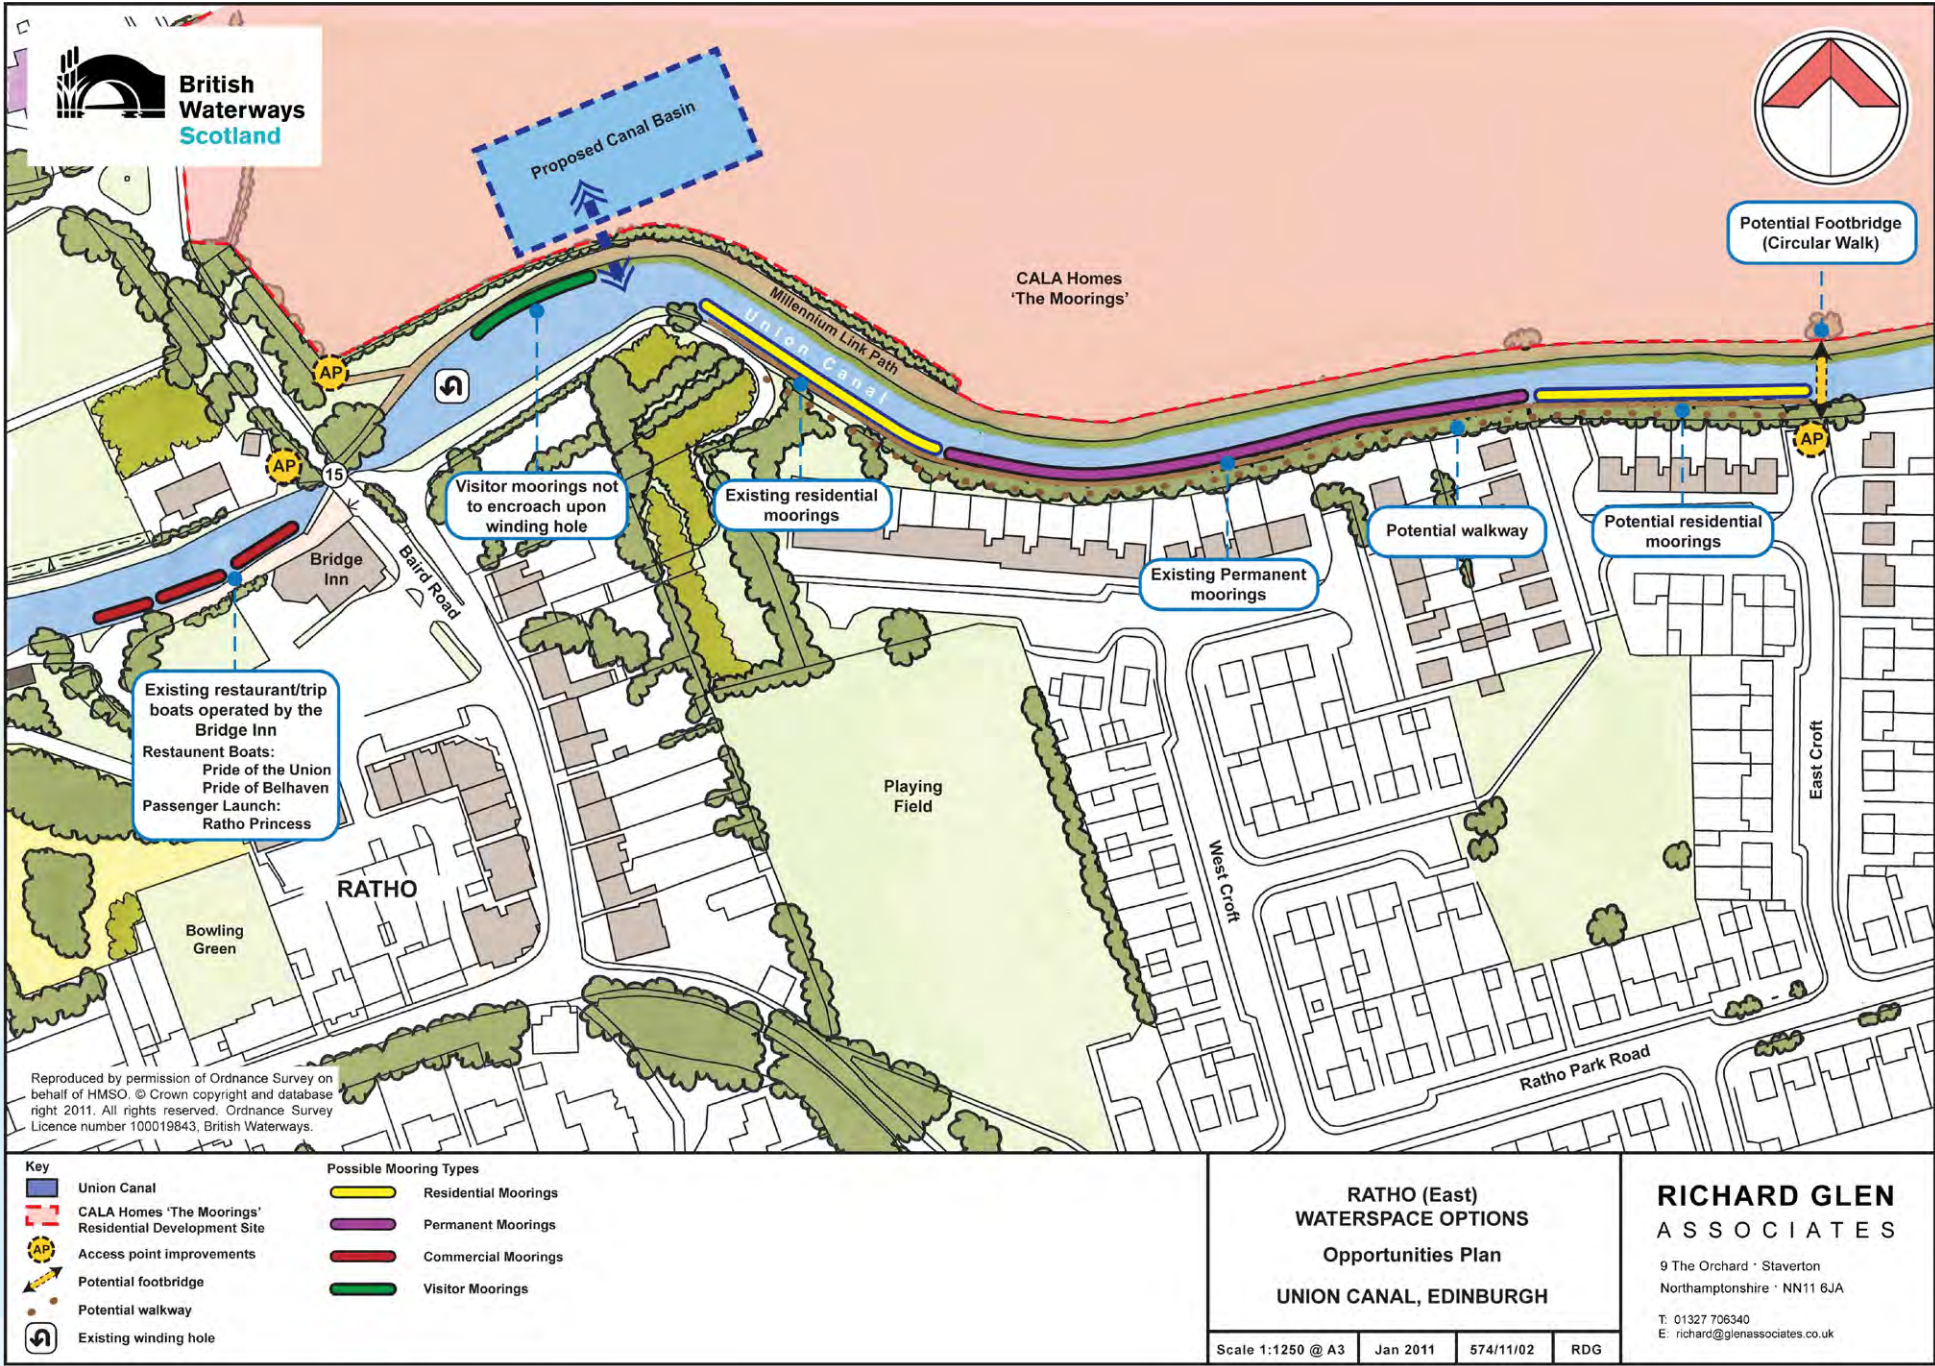 British
Waterways
Scotland
Proposed Canal Basin
Potential Footbridge
(Circular Walk)
CALA Homes
'The Moorings'
Millennium Link Path
Union Canal
AP
AP
15
AP
Visitor moorings not
to encroach upon
winding hole
Existing residential
moorings
Existing Permanent
moorings
Potential walkway
Potential residential
moorings
Bridge
Inn
Baird Road
Existing restaurant/trip
boats operated by the
Bridge Inn
Restaunent Boats:
Pride of the Union
Pride of Belhaven
Passenger Launch:
Ratho Princess
Playing
Field
West Croft
East Croft
RATHO
Bowling
Green
Ratho Park Road
Reproduced by permission of Ordnance Survey on
behalf of HMSO. © Crown copyright and database
right 2011. All rights reserved. Ordnance Survey
Licence number 100019843, British Waterways.
Key
Union Canal
CALA Homes 'The Moorings'
Residential Development Site
AP
Access point improvements
Potential footbridge
Potential walkway
Existing winding hole
Possible Mooring Types
Residential Moorings
Permanent Moorings
Commercial Moorings
Visitor Moorings
RATHO (East)
WATERSPACE OPTIONS
Opportunities Plan
UNION CANAL, EDINBURGH
Scale 1:1250 @ A3
Jan 2011
574/11/02
RDG
RICHARD GLEN
ASSOCIATES
9 The Orchard · Staverton
Northamptonshire · NN11 6JA
T: 01327 706340
E: richard@glenassociates.co.uk